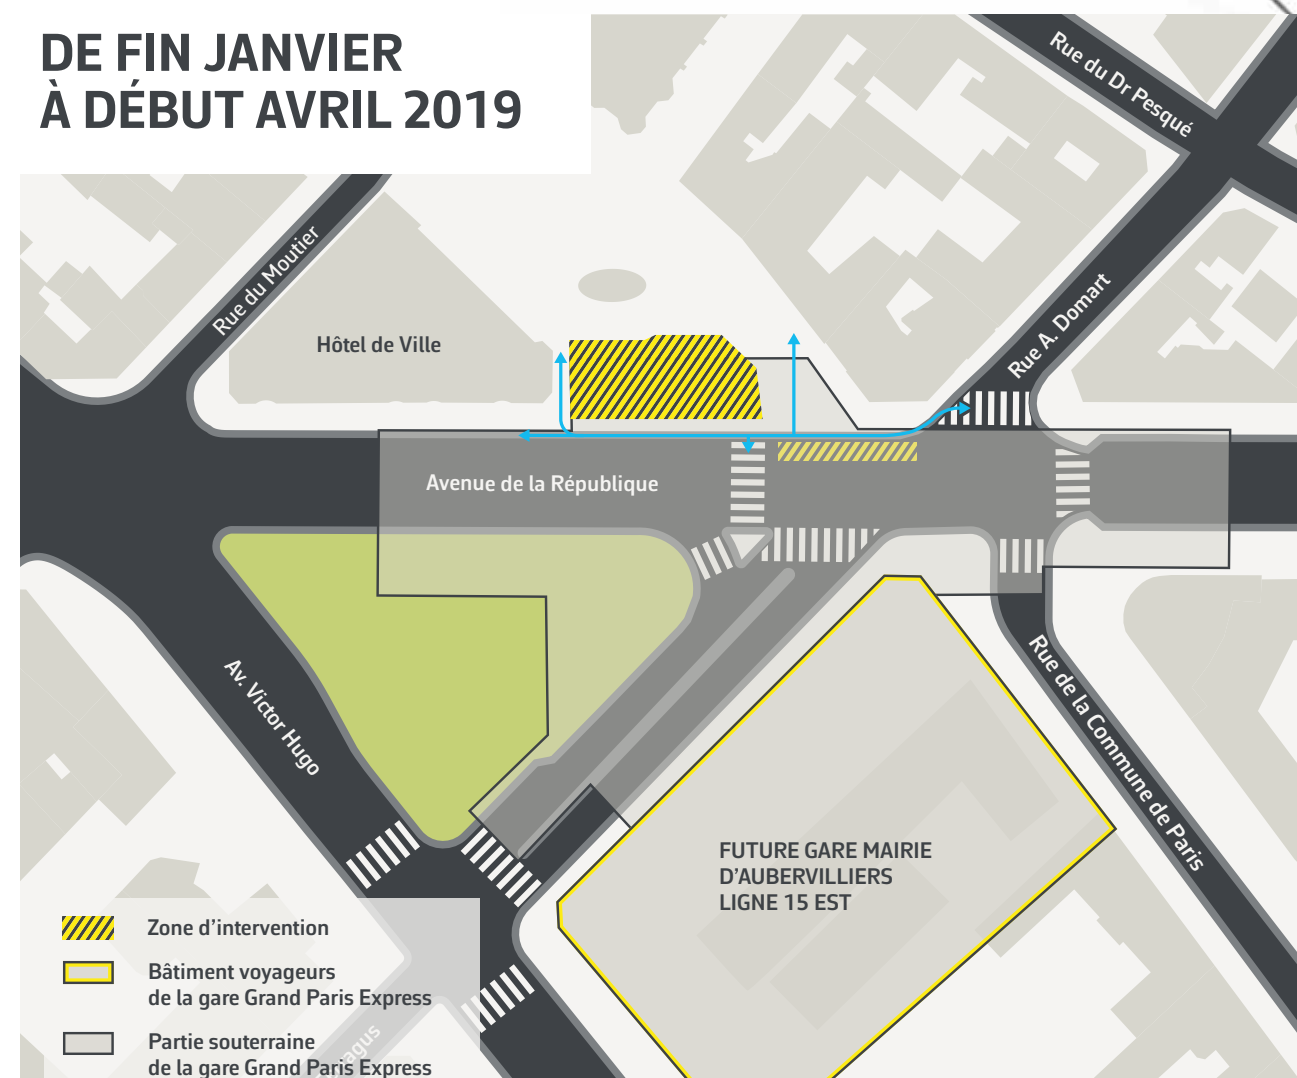 DE FIN JANVIER
À DÉBUT AVRIL 2019
Rue du Dr Pesqué
Rue du Moutier
Hôtel de Ville
Rue A. Domart
Avenue de la République
Av. Victor Hugo
Rue de la Commune de Paris
FUTURE GARE MAIRIE
D'AUBERVILLIERS
LIGNE 15 EST
Zone d'intervention
Bâtiment voyageurs
de la gare Grand Paris Express
Partie souterraine
de la gare Grand Paris Express